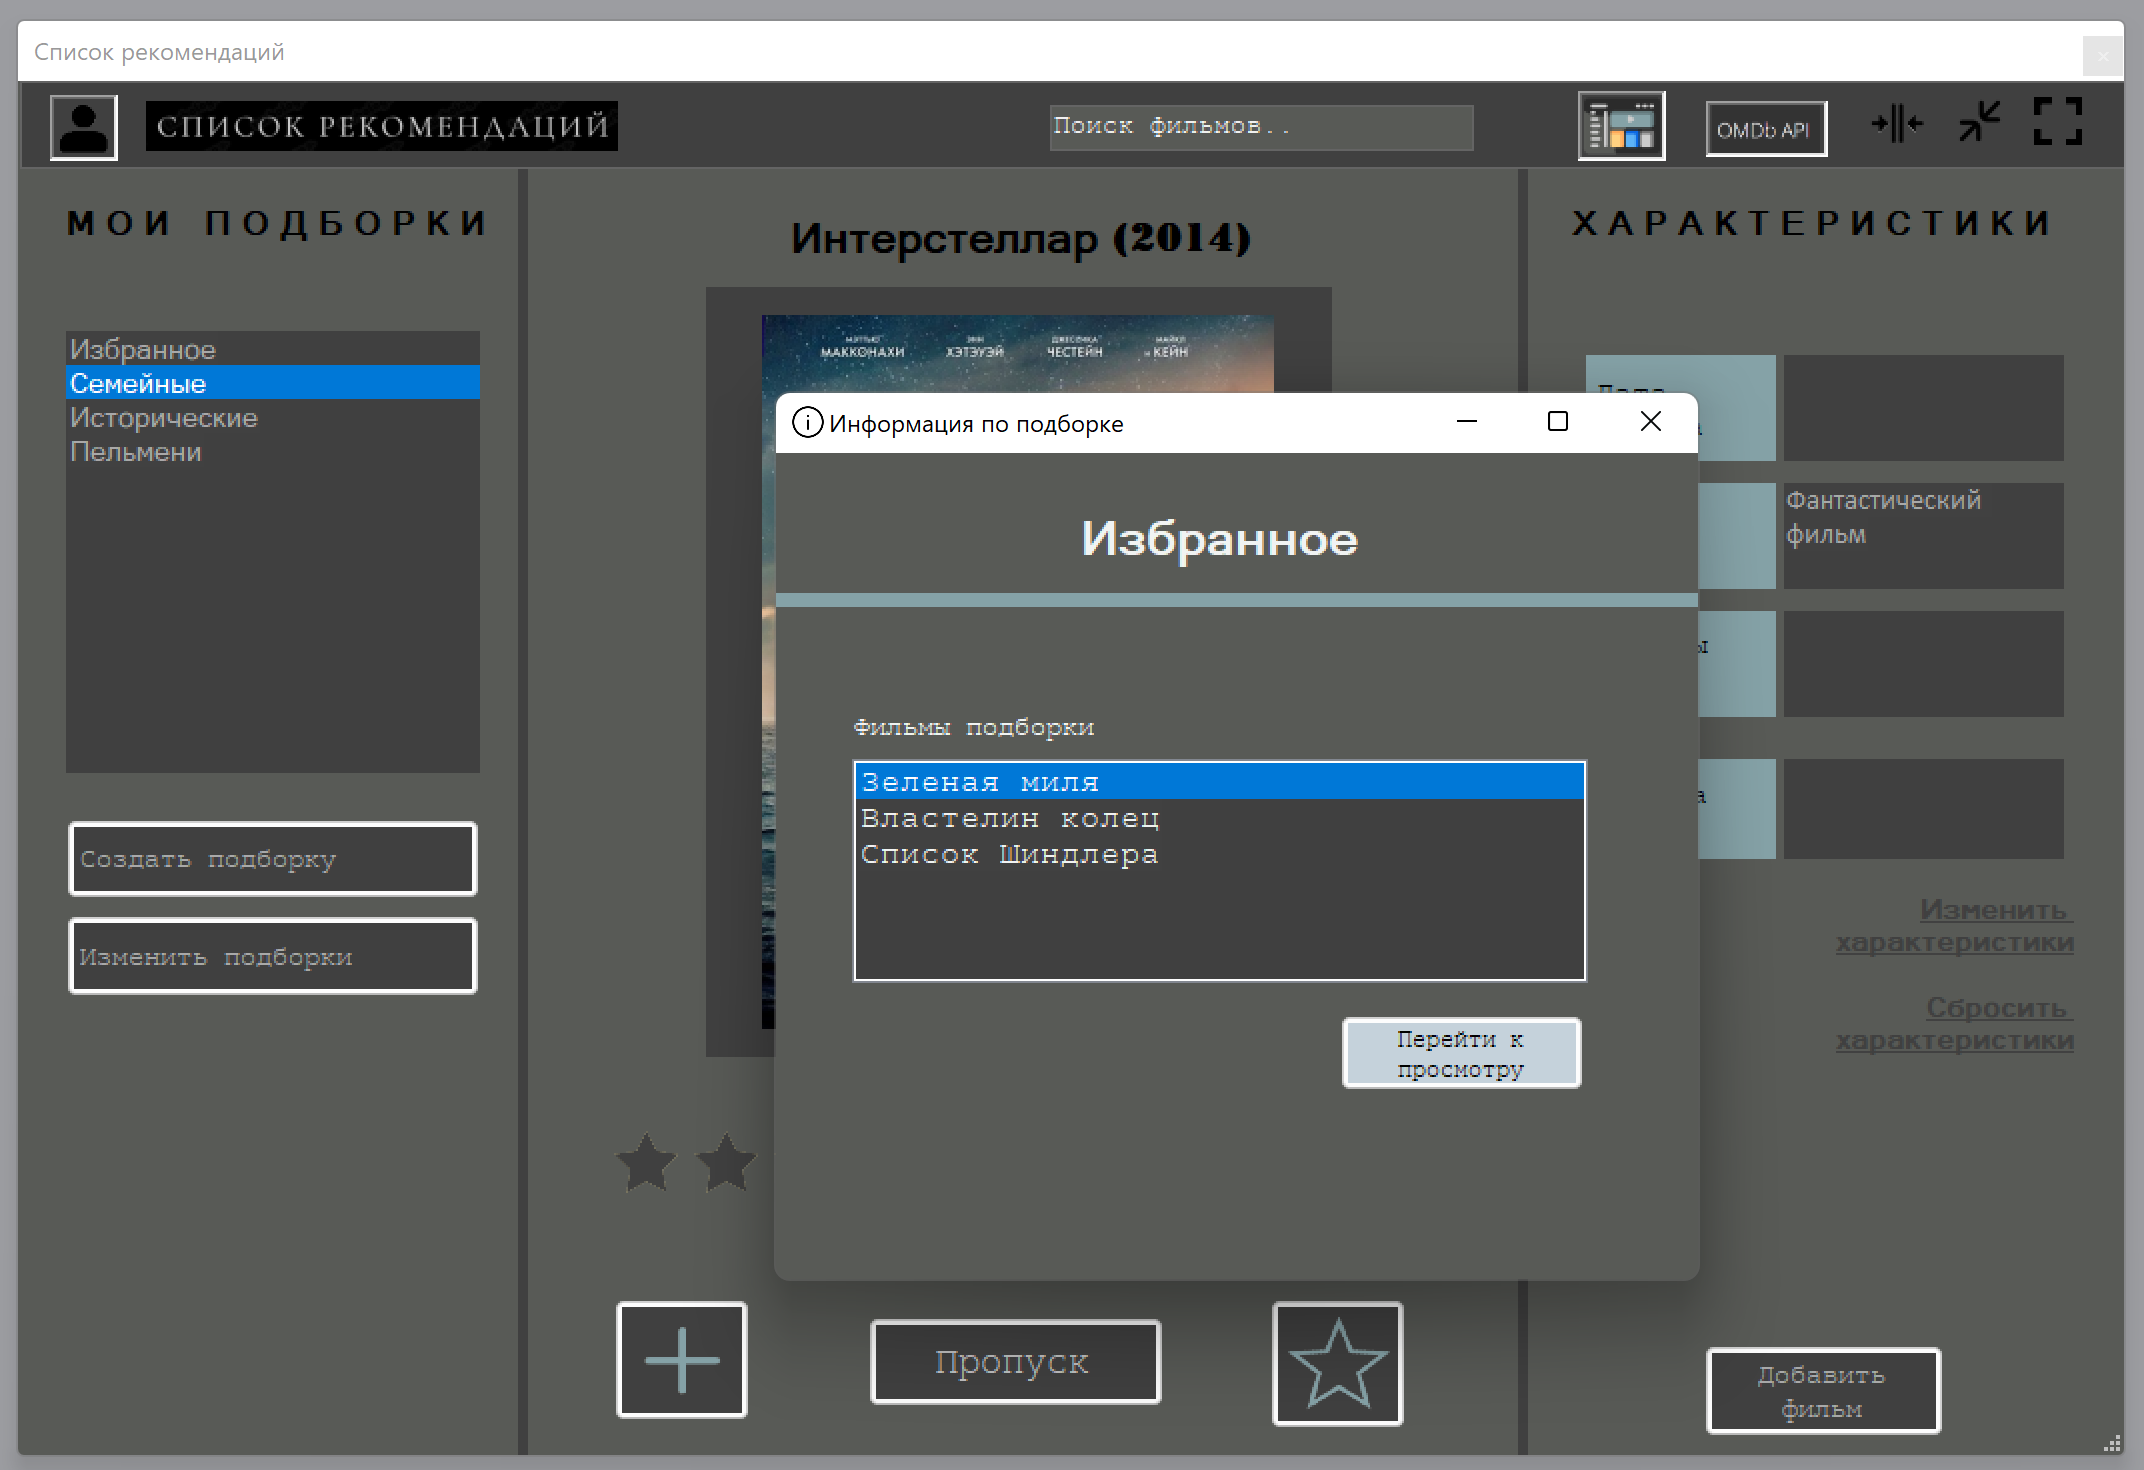 Список рекомендаций
СПИСОК РЕКОМЕНДАЦИЙ
Поиск фильмов..
OMDb API
МОИ ПОДБОРКИ
Избранное
Семейные
Исторические
Пельмени
Создать подборку
Изменить подборки
Интерстеллар (2014)
МЭТТЬЮ
МАККОНАХИ
ЭНН
ХЭТЭУЭЙ
ДЖЕССИКА
ЧЕСТЕЙН
МАЙКЛ
и КЕЙН
Пропуск
Информация по подборке
Избранное
Фильмы подборки
Зеленая миля
Властелин колец
Список Шиндлера
Перейти к
просмотру
ХАРАКТЕРИСТИКИ
Фантастический
фильм
Изменить
характеристики
Сбросить
характеристики
Добавить
фильм